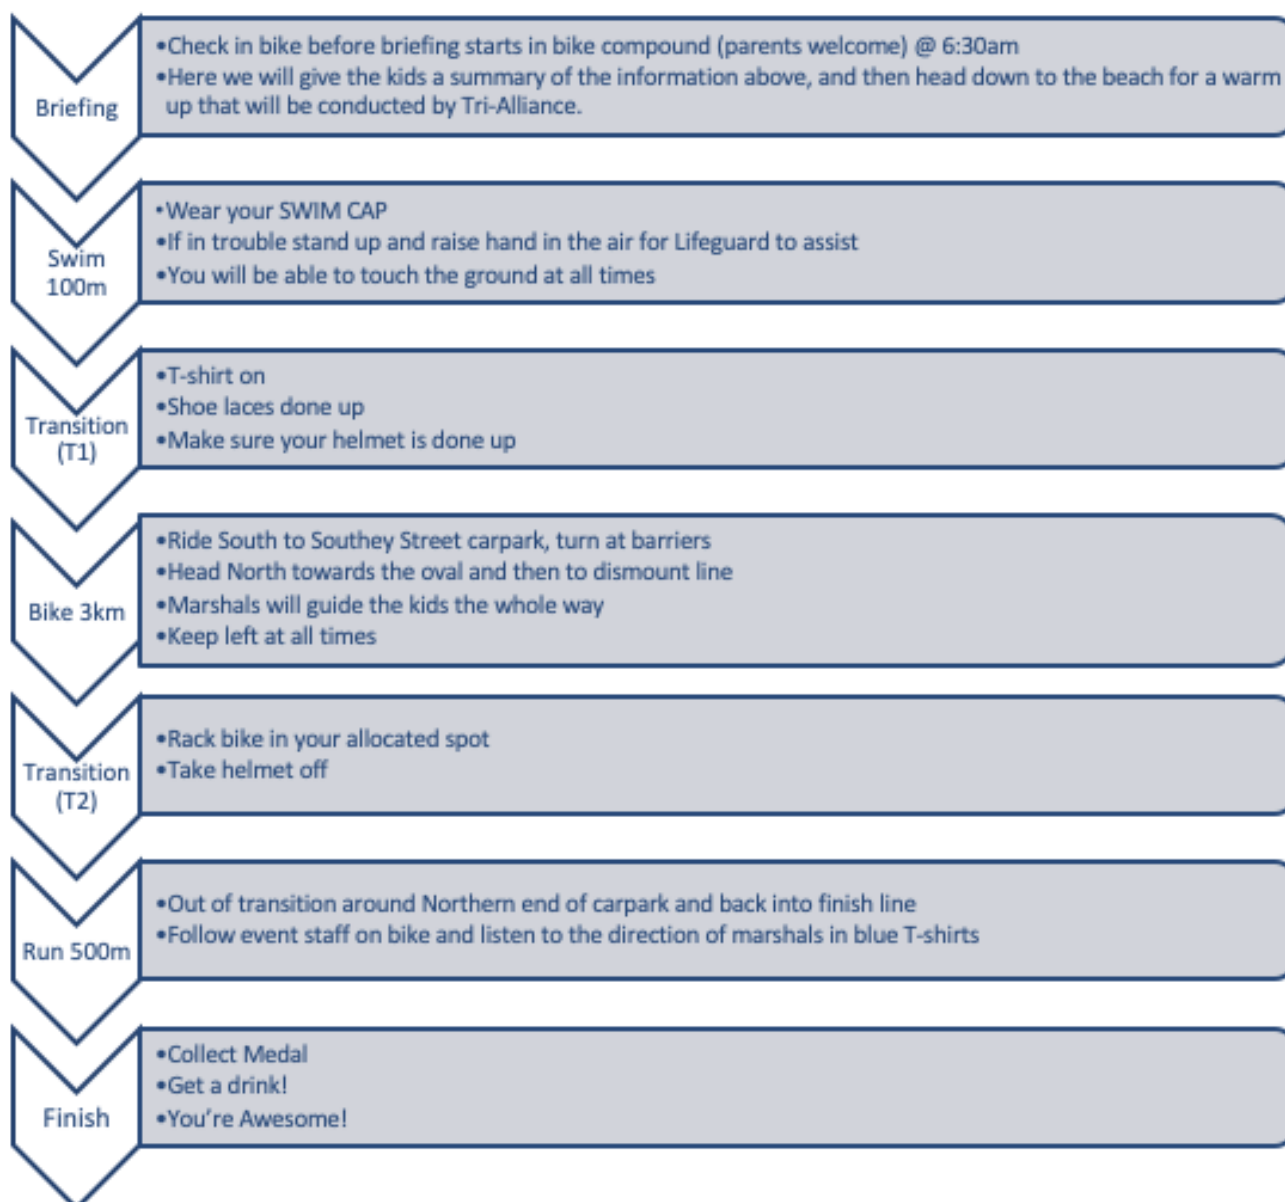 Briefing
•Check in bike before briefing starts in bike compound (parents welcome) @ 6:30am
•Here we will give the kids a summary of the information above, and then head down to the beach for a warm
up that will be conducted by Tri-Alliance.
Swim
100m
•Wear your SWIM CAP
•If in trouble stand up and raise hand in the air for Lifeguard to assist
•You will be able to touch the ground at all times
Transition
(T1)
•T-shirt on
•Shoe laces done up
•Make sure your helmet is done up
Bike 3km
•Ride South to Southey Street carpark, turn at barriers
•Head North towards the oval and then to dismount line
•Marshals will guide the kids the whole way
•Keep left at all times
Transition
(T2)
•Rack bike in your allocated spot
•Take helmet off
Run 500m
•Out of transition around Northern end of carpark and back into finish line
•Follow event staff on bike and listen to the direction of marshals in blue T-shirts
Finish
•Collect Medal
•Get a drink!
•You're Awesome!